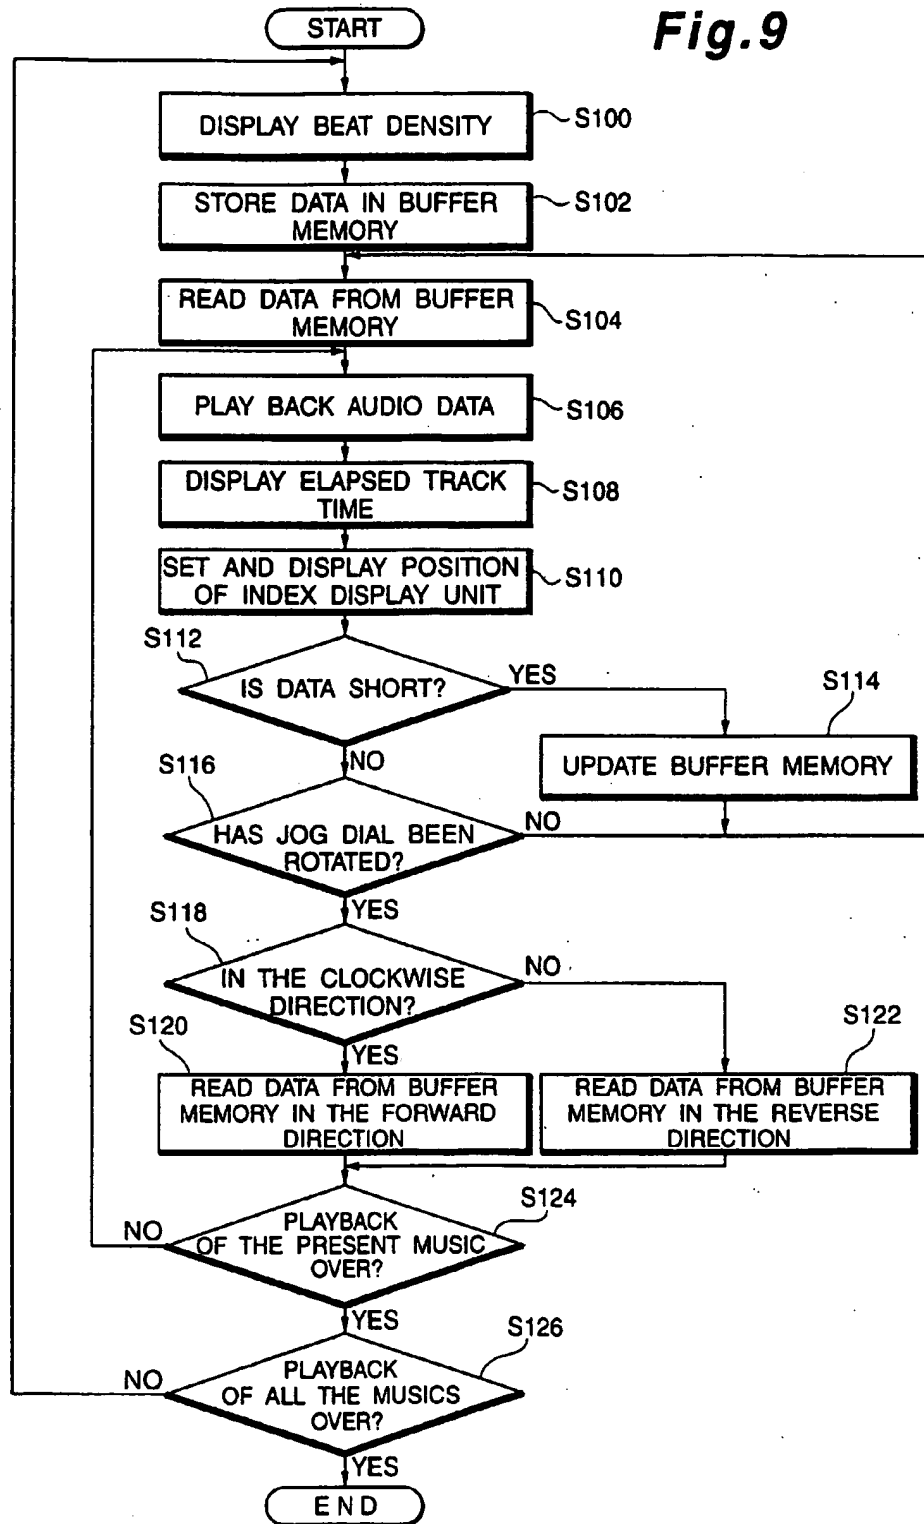 Fig.9
START
DISPLAY BEAT DENSITY
S100
STORE DATA IN BUFFER
MEMORY
S102
READ DATA FROM BUFFER
MEMORY
S104
PLAY BACK AUDIO DATA
S106
DISPLAY ELAPSED TRACK
TIME
S108
SET AND DISPLAY POSITION
OF INDEX DISPLAY UNIT
S110
S112
IS DATA SHORT?
YES
NO
S114
UPDATE BUFFER MEMORY
S116
HAS JOG DIAL BEEN
ROTATED?
NO
YES
S118
IN THE CLOCKWISE
DIRECTION?
NO
YES
S120
READ DATA FROM BUFFER
MEMORY IN THE FORWARD
DIRECTION
S122
READ DATA FROM BUFFER
MEMORY IN THE REVERSE
DIRECTION
S124
PLAYBACK
OF THE PRESENT MUSIC
OVER?
NO
YES
S126
PLAYBACK
OF ALL THE MUSICS
OVER?
NO
YES
END